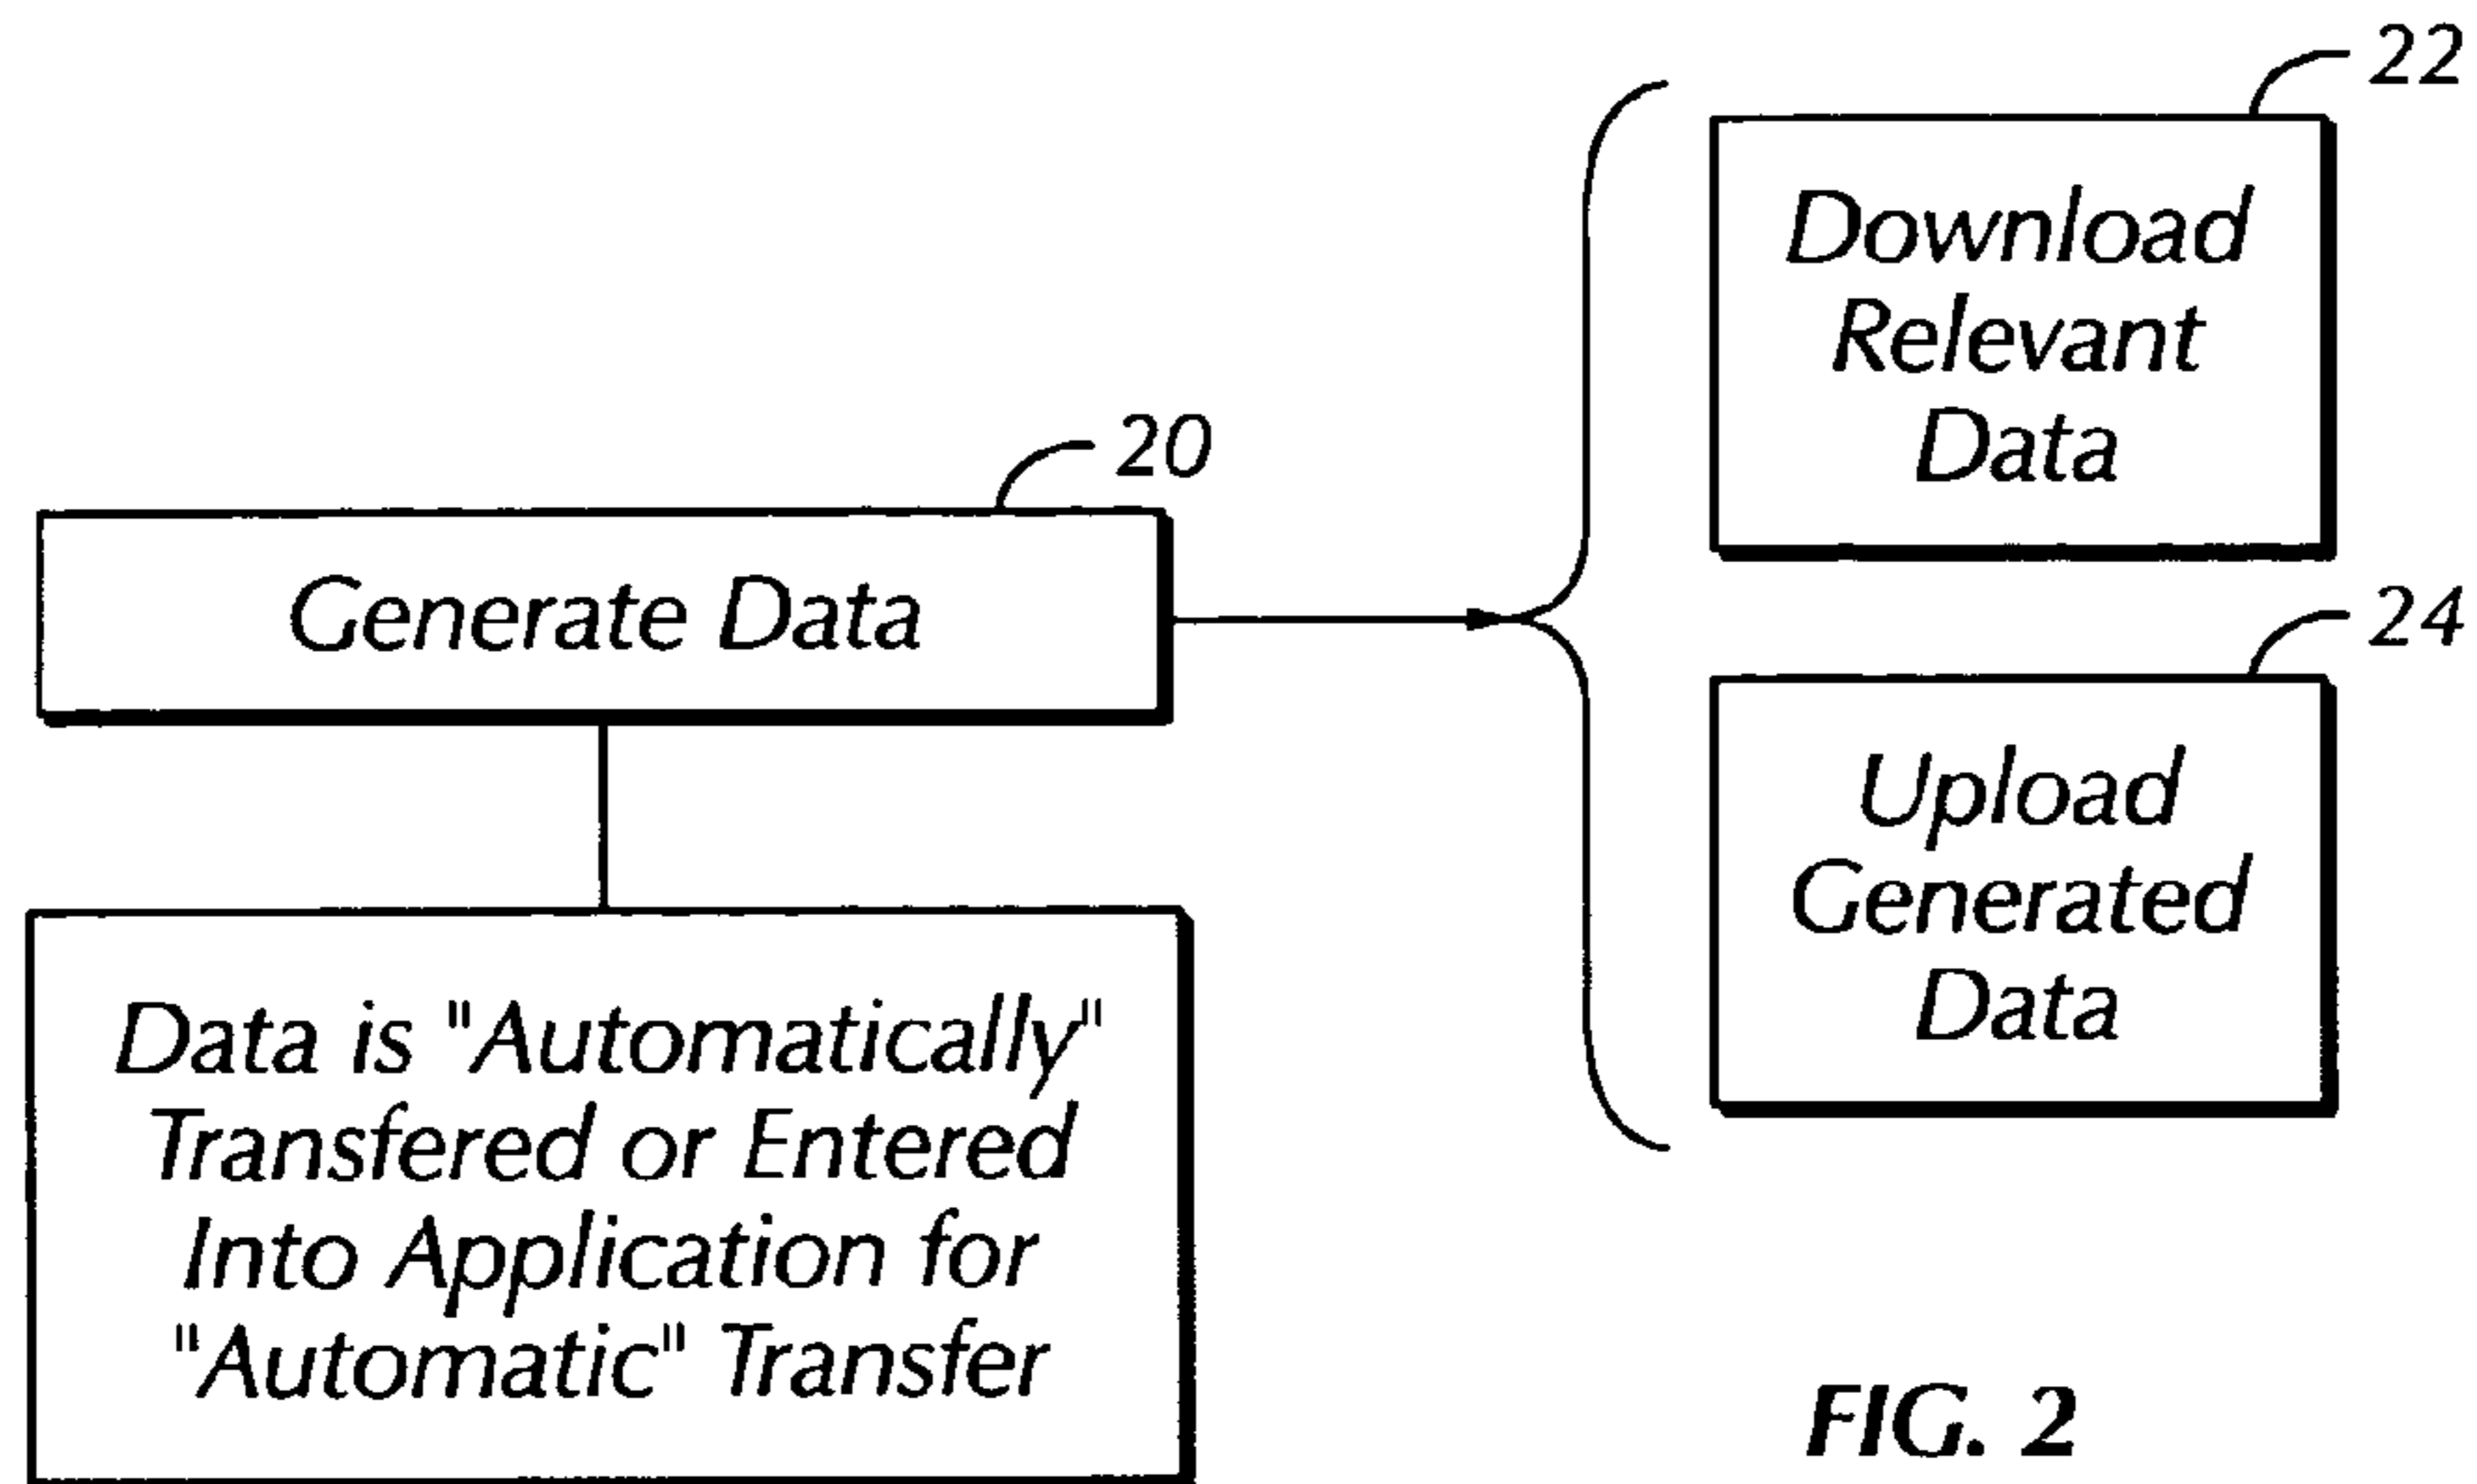 22
Download
Relevant
Data
20
Generate Data
24
Upload
Generated
Data
Data is "Automatically"
Transfered or Entered
Into Application for
"Automatic" Transfer
FIG. 2